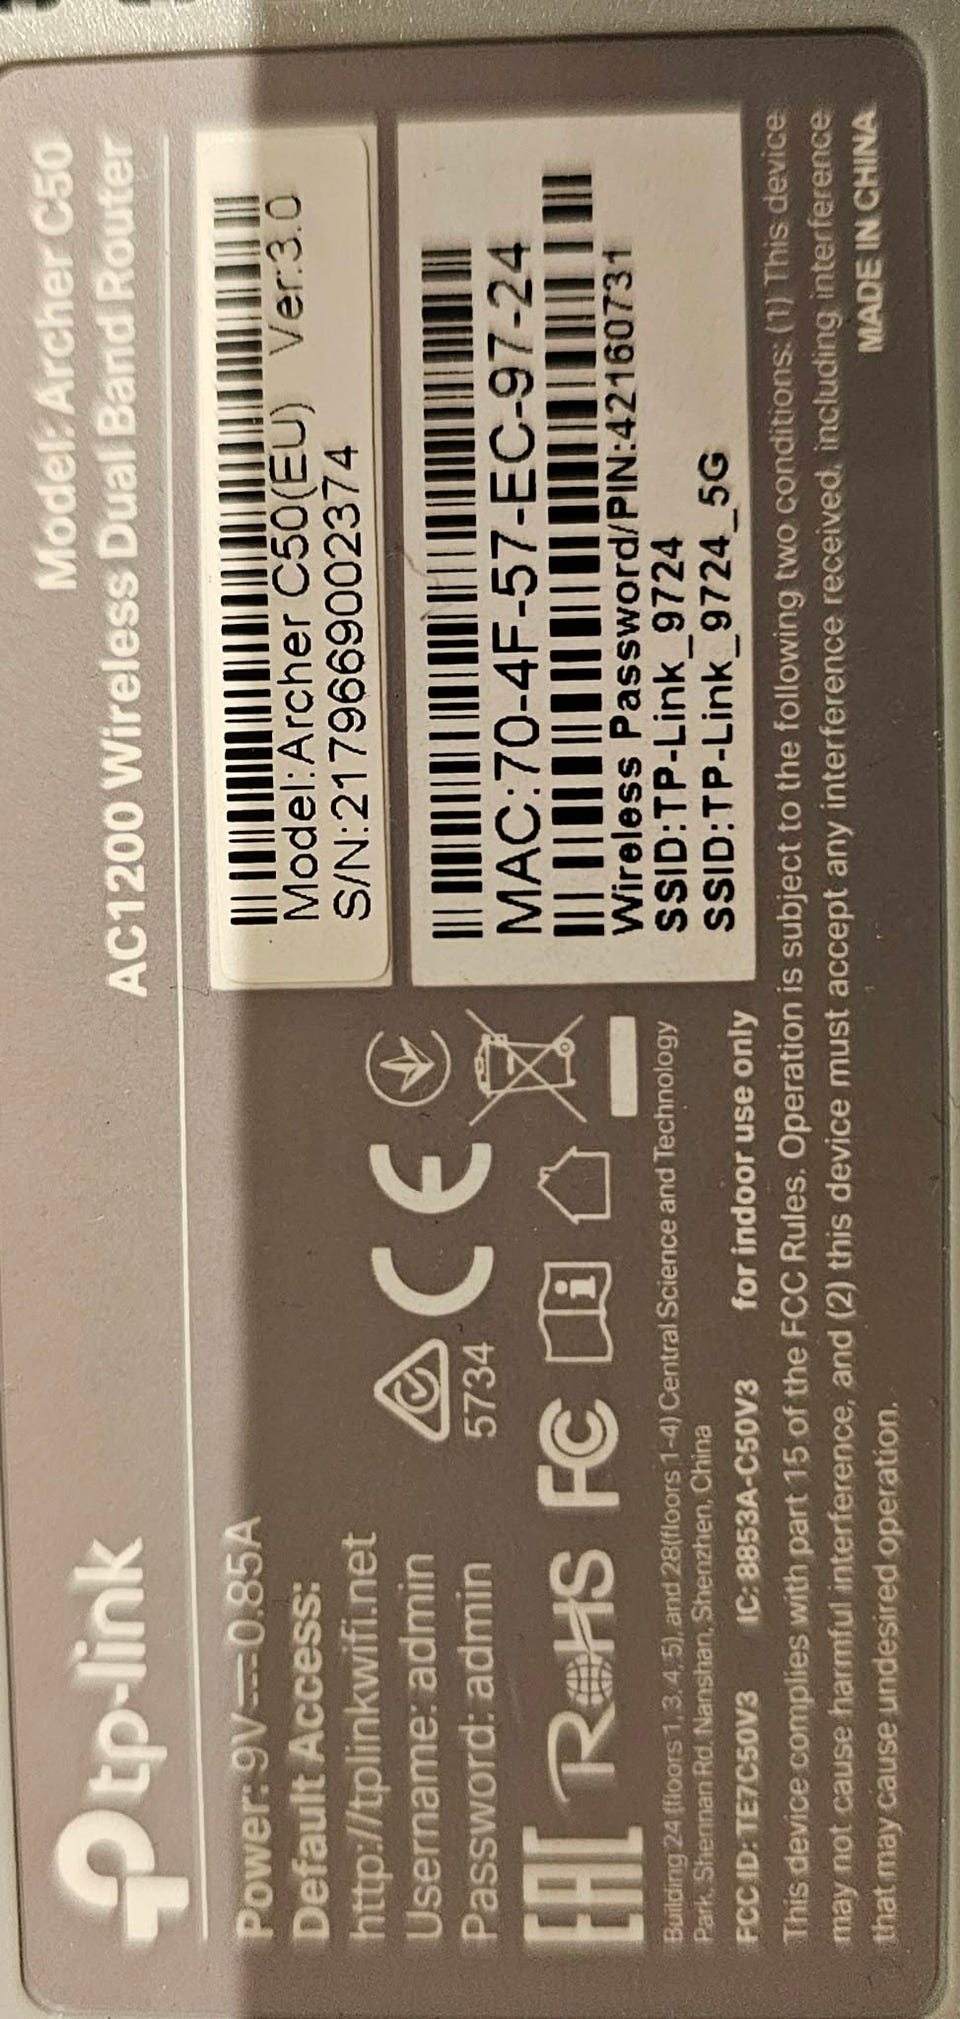 tp-link
Model: Archer C50
AC1200 Wireless Dual Band Router
Power: 9V⎓0.85A
Default Access:
http://tplinkwifi.net
Username: admin
Password: admin
Model:Archer C50(EU) Ver:3.0
S/N:2179669002374
MAC:70-4F-57-EC-97-24
Wireless Password/PIN:42160731
SSID:TP-Link_9724
SSID:TP-Link_9724_5G
5734
CE
EAC
RoHS
FC
i
Building 24 (floors 1, 3, 4, 5), and 28(floors 1-4) Central Science and Technology
Park, Shennan Rd, Nanshan, Shenzhen, China
FCC ID: TE7C50V3 IC: 8853A-C50V3 for indoor use only
This device complies with part 15 of the FCC Rules. Operation is subject to the following two conditions: (1) This device
may not cause harmful interference, and (2) this device must accept any interference received, including interference
that may cause undesired operation.
MADE IN CHINA